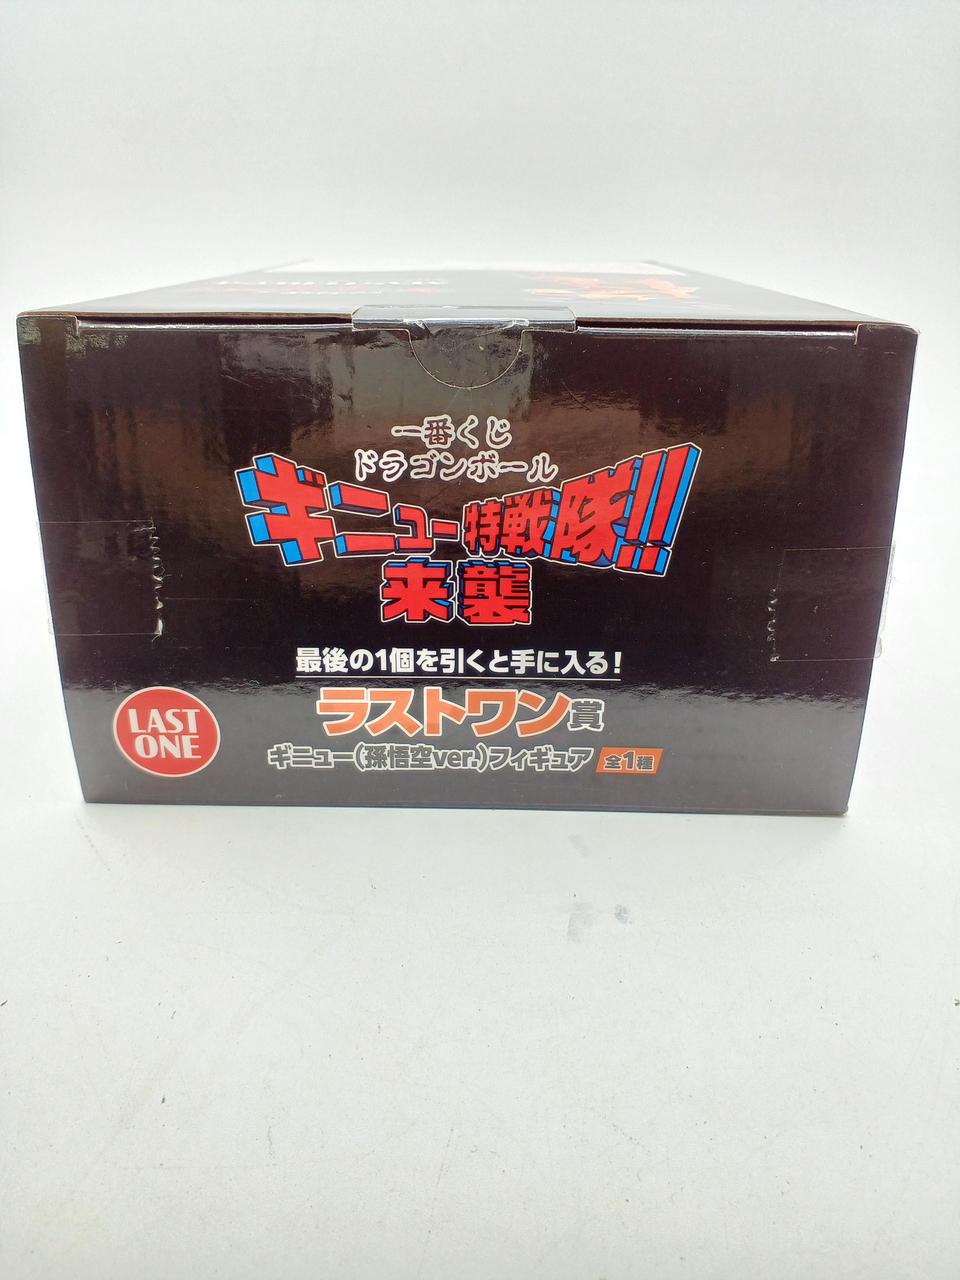 一番くじ
ドラゴンボール
ギニュー特戦隊!!
来襲
最後の1個を引くと手に入る!
LAST
ONE
ラストワン賞
ギニュー(孫悟空ver.)フィギュア 全1種